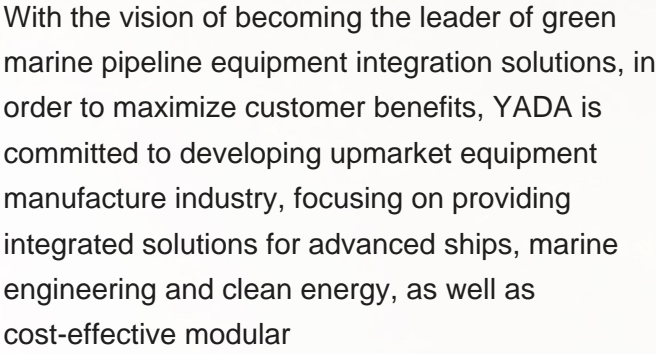 With the vision of becoming the leader of green
marine pipeline equipment integration solutions, in
order to maximize customer benefits, YADA is
committed to developing upmarket equipment
manufacture industry, focusing on providing
integrated solutions for advanced ships, marine
engineering and clean energy, as well as
cost-effective modular